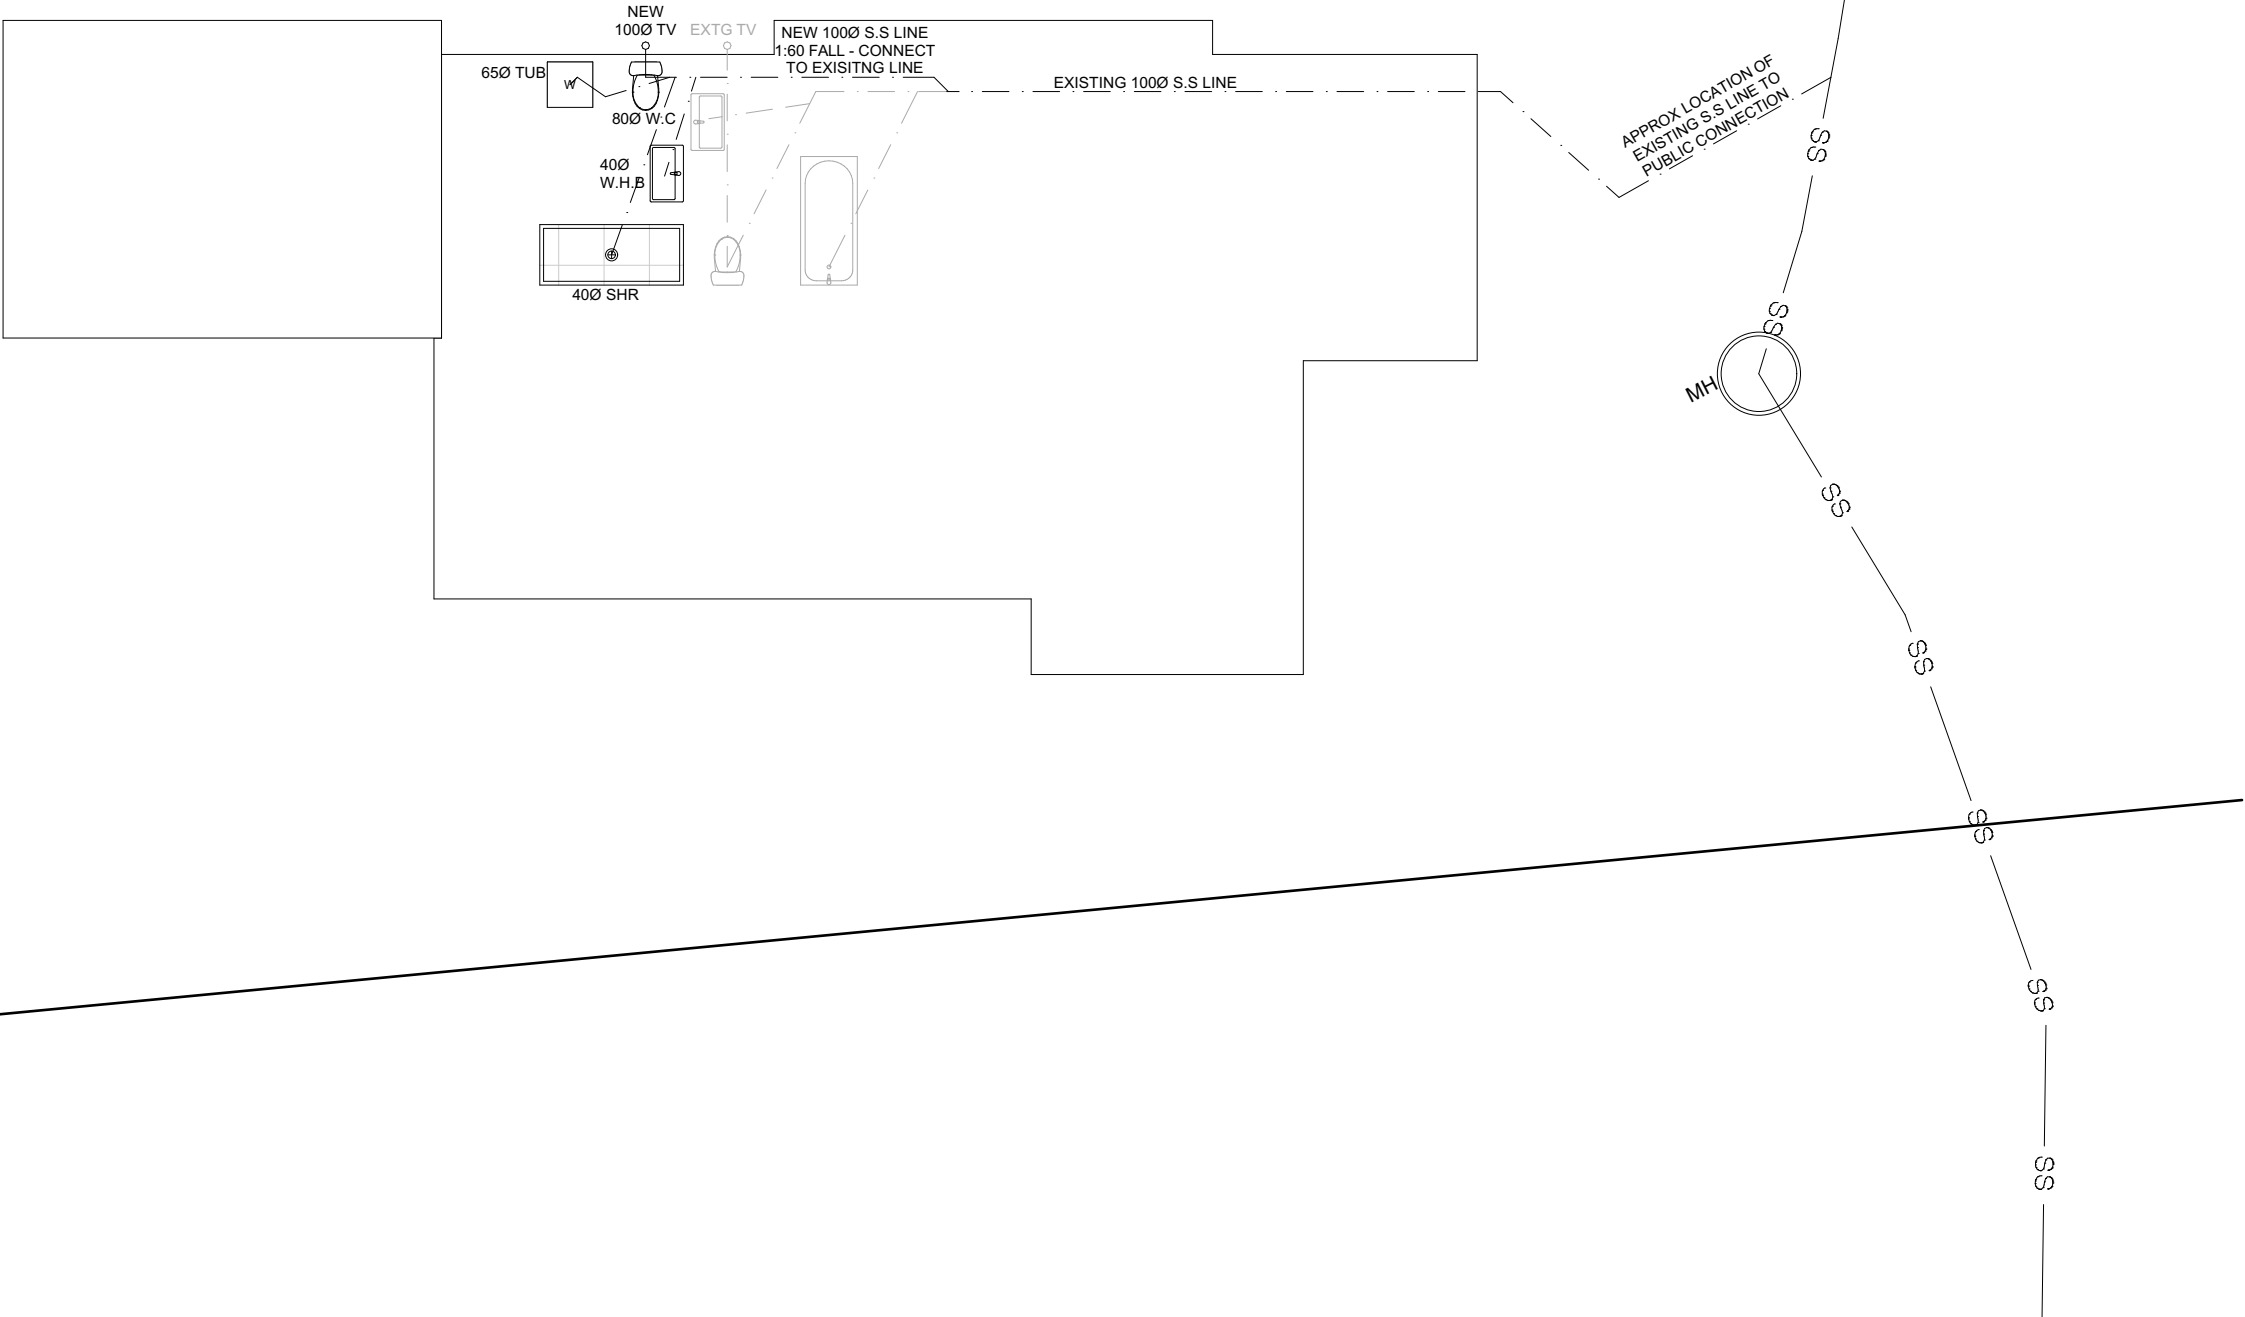 NEW
100Ø TV
EXTG TV
NEW 100Ø S.S LINE
1:60 FALL - CONNECT
TO EXISITNG LINE
65Ø TUB
W
80Ø W.C
40Ø
W.H.B
40Ø SHR
EXISTING 100Ø S.S LINE
APPROX LOCATION OF
EXISTING S.S LINE TO
PUBLIC CONNECTION
SS
SS
MH
SS
SS
SS
SS
SS